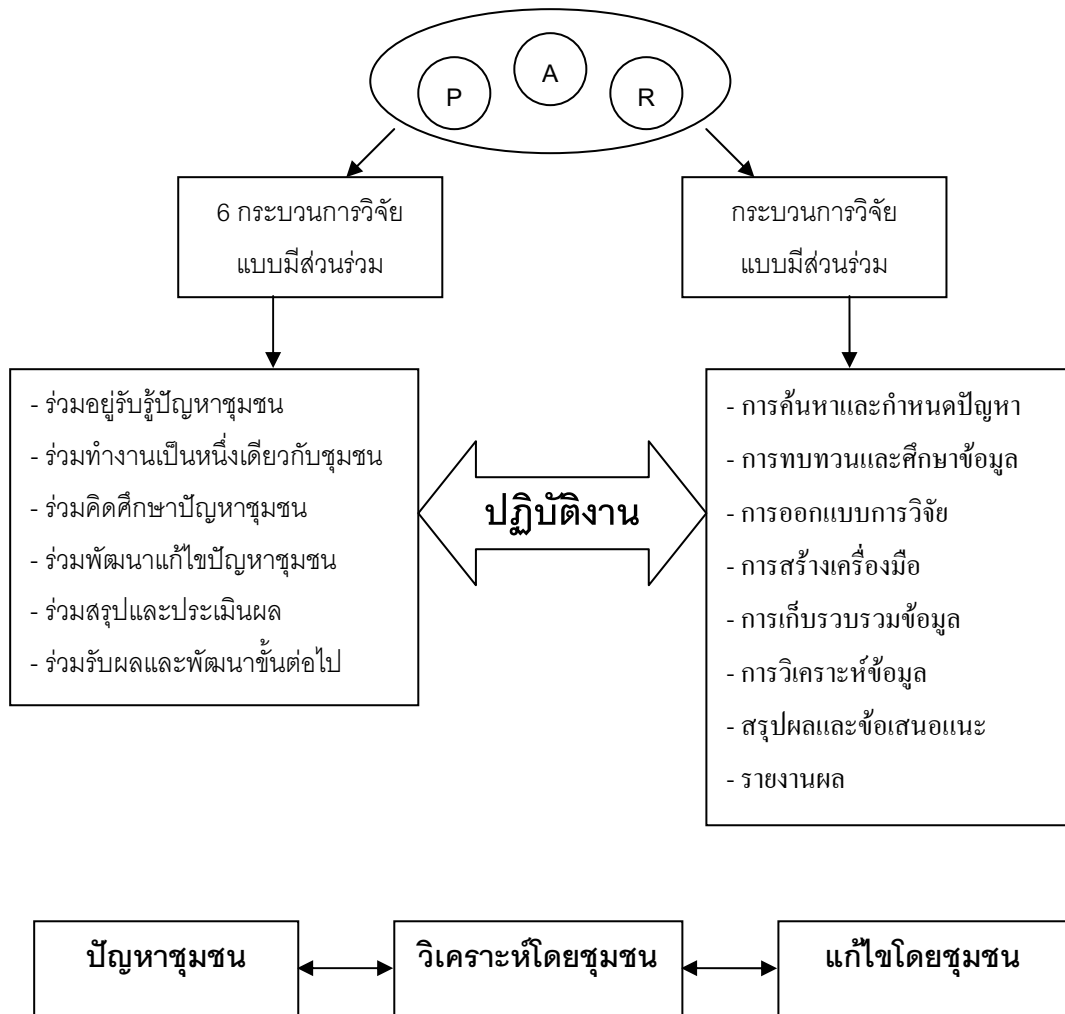 P A R
6 กระบวนการวิจัย
แบบมีส่วนร่วม
กระบวนการวิจัย
แบบมีส่วนร่วม
- ร่วมอยู่รับรู้ปัญหาชุมชน
- ร่วมทำงานเป็นหนึ่งเดียวกับชุมชน
- ร่วมคิดศึกษาปัญหาชุมชน
- ร่วมพัฒนาแก้ไขปัญหาชุมชน
- ร่วมสรุปและประเมินผล
- ร่วมรับผลและพัฒนาขั้นต่อไป
ปฏิบัติงาน
- การค้นหาและกำหนดปัญหา
- การทบทวนและศึกษาข้อมูล
- การออกแบบการวิจัย
- การสร้างเครื่องมือ
- การเก็บรวบรวมข้อมูล
- การวิเคราะห์ข้อมูล
- สรุปผลและข้อเสนอแนะ
- รายงานผล
ปัญหาชุมชน
วิเคราะห์โดยชุมชน
แก้ไขโดยชุมชน